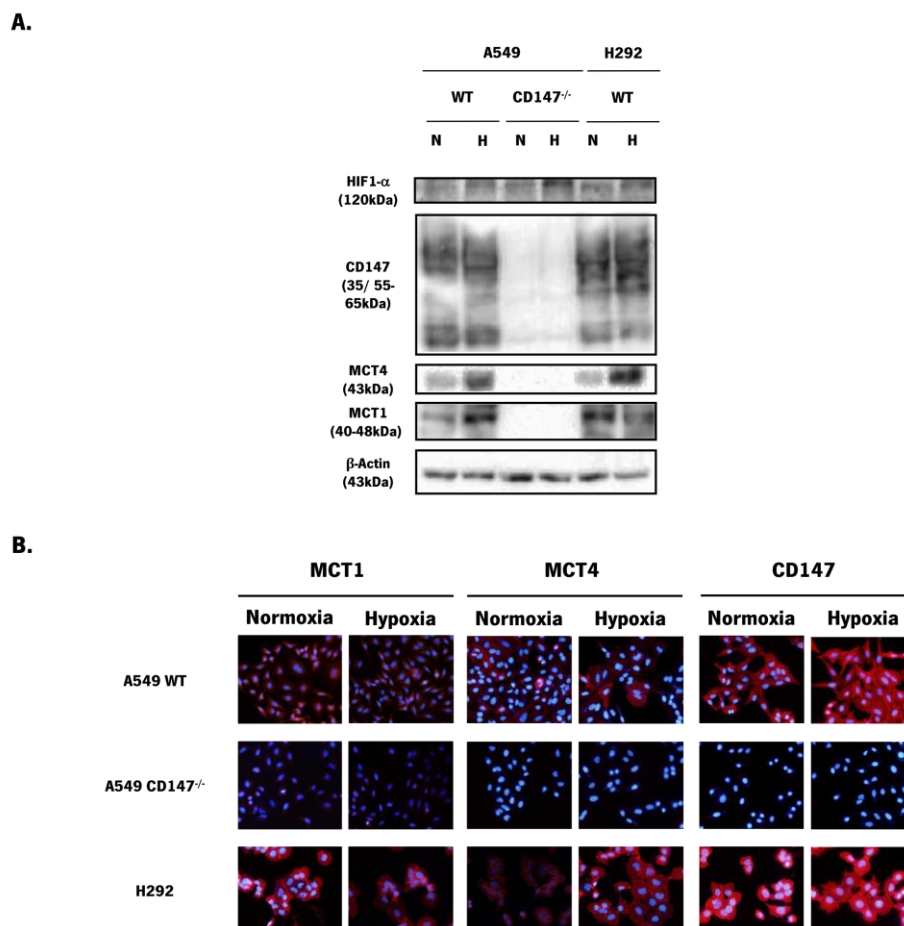 A.
A549 H292
WT CD147-/- WT
N H N H N H
HIF1-α
(120kDa)
CD147
(35/ 55-
65kDa)
MCT4
(43kDa)
MCT1
(40-48kDa)
β-Actin
(43kDa)
B.
MCT1 MCT4 CD147
Normoxia Hypoxia Normoxia Hypoxia Normoxia Hypoxia
A549 WT
A549 CD147-/-
H292